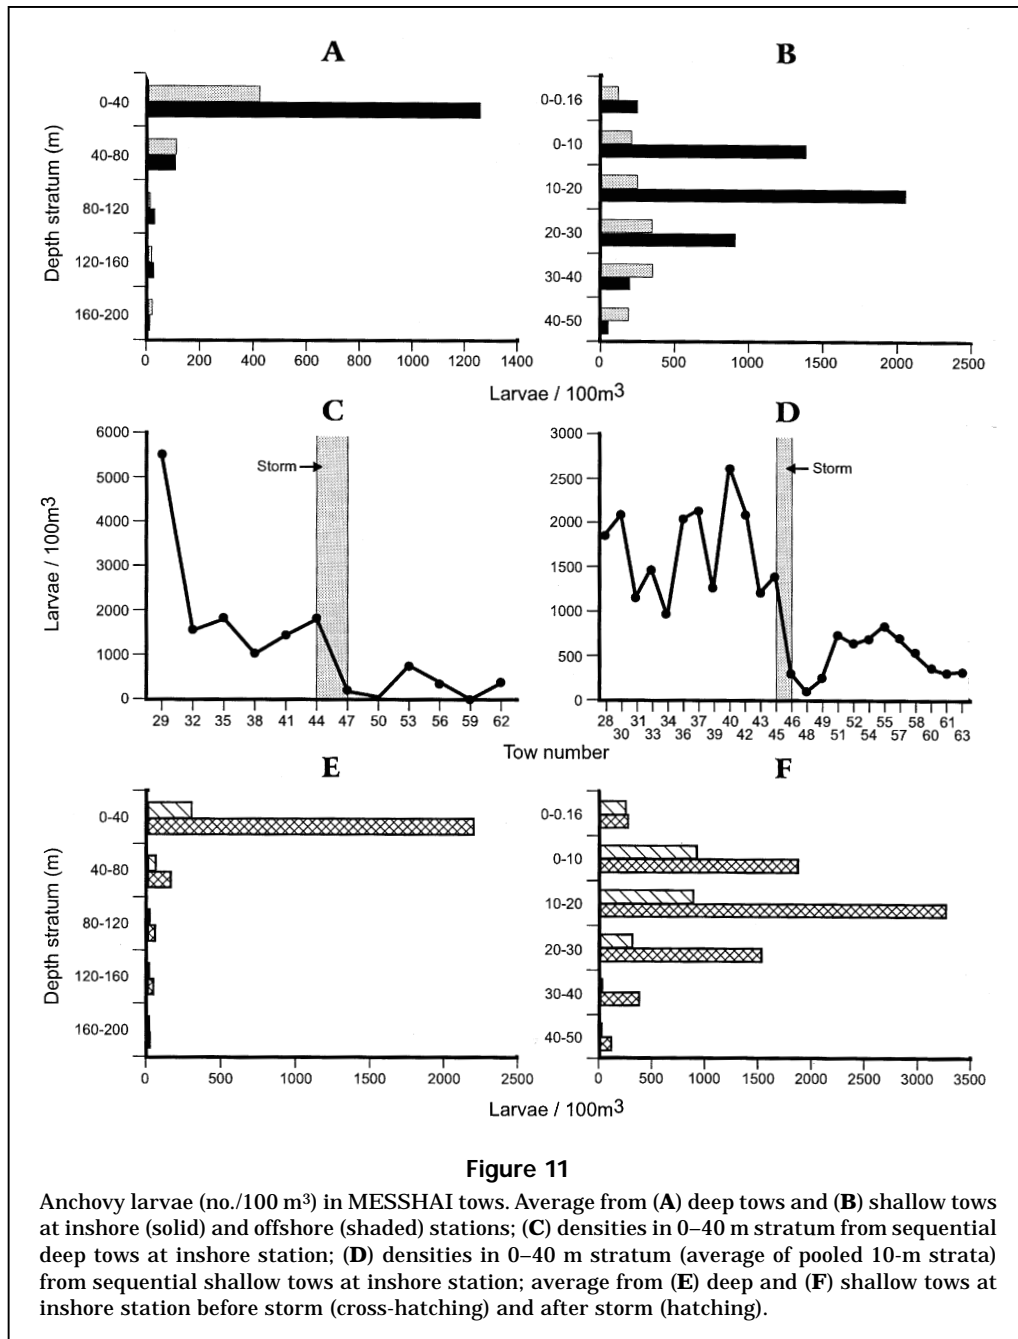 A
B
Depth stratum (m)
0-40
40-80
80-120
120-160
160-200
0 200 400 600 800 1000 1200 1400
0-0.16
0-10
10-20
20-30
30-40
40-50
0 500 1000 1500 2000 2500
Larvae / 100m³
C
D
Larvae / 100m³
6000
5000
4000
3000
2000
1000
0
Storm
29 32 35 38 41 44 47 50 53 56 59 62
3000
2500
2000
1500
1000
500
0
Storm
28 31 34 37 40 43 46 49 52 55 58 61
30 33 36 39 42 45 48 51 54 57 60 63
Tow number
E
F
Depth stratum (m)
0-40
40-80
80-120
120-160
160-200
0 500 1000 1500 2000 2500
0-0.16
0-10
10-20
20-30
30-40
40-50
0 500 1000 1500 2000 2500 3000 3500
Larvae / 100m³
Figure 11
Anchovy larvae (no./100 m³) in MESSHAI tows. Average from (A) deep tows and (B) shallow tows
at inshore (solid) and offshore (shaded) stations; (C) densities in 0–40 m stratum from sequential
deep tows at inshore station; (D) densities in 0–40 m stratum (average of pooled 10-m strata)
from sequential shallow tows at inshore station; average from (E) deep and (F) shallow tows at
inshore station before storm (cross-hatching) and after storm (hatching).